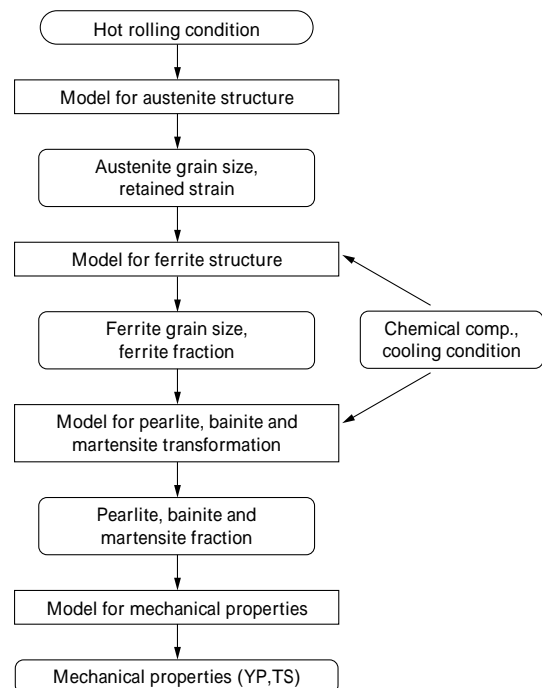 Hot rolling condition
Model for austenite structure
Austenite grain size,
retained strain
Model for ferrite structure
Ferrite grain size,
ferrite fraction
Chemical comp.,
cooling condition
Model for pearlite, bainite and
martensite transformation
Pearlite, bainite and
martensite fraction
Model for mechanical properties
Mechanical properties (YP,TS)